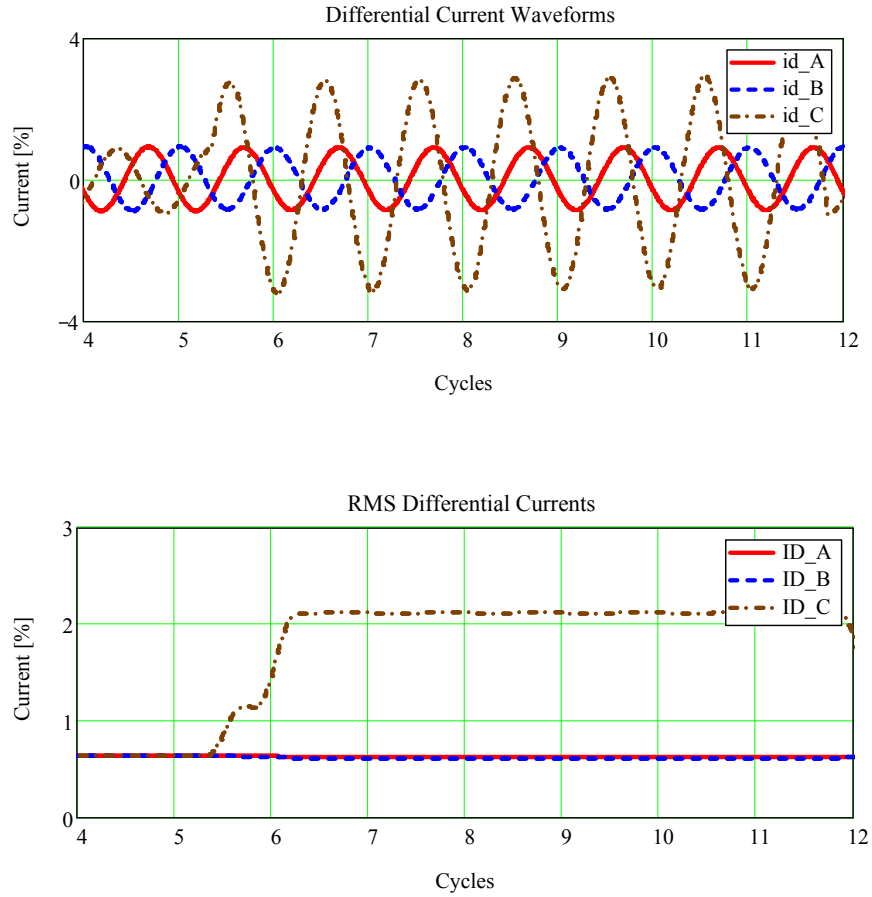 Differential Current Waveforms
4
id_A
id_B
id_C
Current [%]
0
−4
4 5 6 7 8 9 10 11 12
Cycles
RMS Differential Currents
3
ID_A
ID_B
ID_C
2
Current [%]
1
0
4 5 6 7 8 9 10 11 12
Cycles